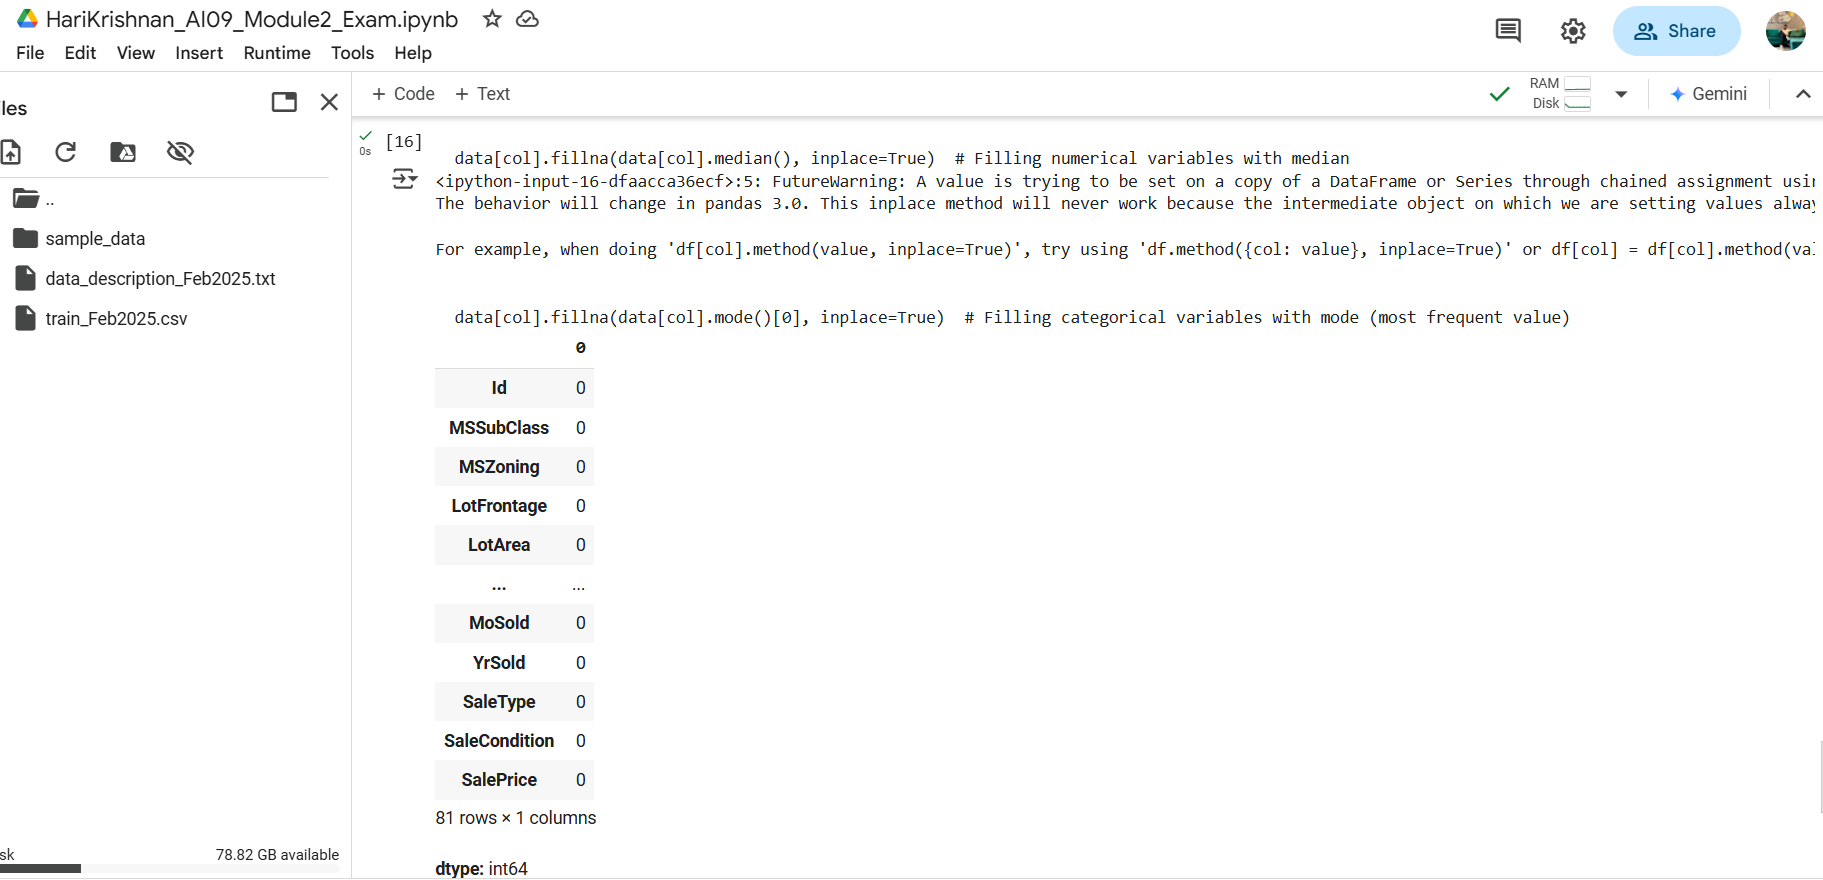 HariKrishnan_AI09_Module2_Exam.ipynb
File Edit View Insert Runtime Tools Help
Share
les
+ Code + Text
RAM
Disk
Gemini
..
sample_data
data_description_Feb2025.txt
train_Feb2025.csv
sk
78.82 GB available
0s
[16]
data[col].fillna(data[col].median(), inplace=True)  # Filling numerical variables with median
<ipython-input-16-dfaacca36ecf>:5: FutureWarning: A value is trying to be set on a copy of a DataFrame or Series through chained assignment usin
The behavior will change in pandas 3.0. This inplace method will never work because the intermediate object on which we are setting values alway
For example, when doing 'df[col].method(value, inplace=True)', try using 'df.method({col: value}, inplace=True)' or df[col] = df[col].method(val
data[col].fillna(data[col].mode()[0], inplace=True)  # Filling categorical variables with mode (most frequent value)
0
Id 0
MSSubClass 0
MSZoning 0
LotFrontage 0
LotArea 0
... ...
MoSold 0
YrSold 0
SaleType 0
SaleCondition 0
SalePrice 0
81 rows × 1 columns
dtype: int64